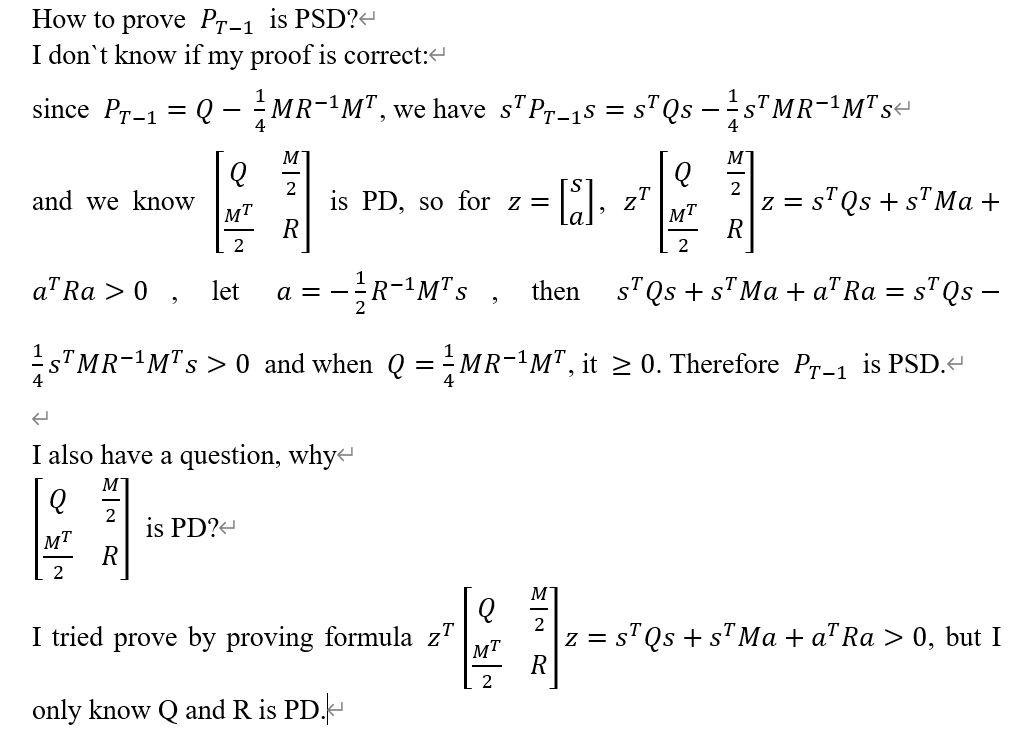 How to prove P_{T−1} is PSD?↵
I don`t know if my proof is correct:↵
since P_{T−1} = Q − \frac{1}{4}MR^{−1}M^T, we have s^T P_{T−1}s = s^T Qs − \frac{1}{4}s^T MR^{−1}M^T s↵
and we know \begin{bmatrix} Q & \frac{M}{2} \\ \frac{M^T}{2} & R \end{bmatrix} is PD, so for z = \begin{bmatrix} s \\ a \end{bmatrix}, z^T \begin{bmatrix} Q & \frac{M}{2} \\ \frac{M^T}{2} & R \end{bmatrix} z = s^T Qs + s^T Ma +
a^T Ra > 0 , let a = −\frac{1}{2}R^{−1}M^T s , then s^T Qs + s^T Ma + a^T Ra = s^T Qs −
\frac{1}{4}s^T MR^{−1}M^T s > 0 and when Q = \frac{1}{4}MR^{−1}M^T, it ≥ 0. Therefore P_{T−1} is PSD.↵
↵
I also have a question, why↵
\begin{bmatrix} Q & \frac{M}{2} \\ \frac{M^T}{2} & R \end{bmatrix} is PD?↵
I tried prove by proving formula z^T \begin{bmatrix} Q & \frac{M}{2} \\ \frac{M^T}{2} & R \end{bmatrix} z = s^T Qs + s^T Ma + a^T Ra > 0, but I
only know Q and R is PD.↵